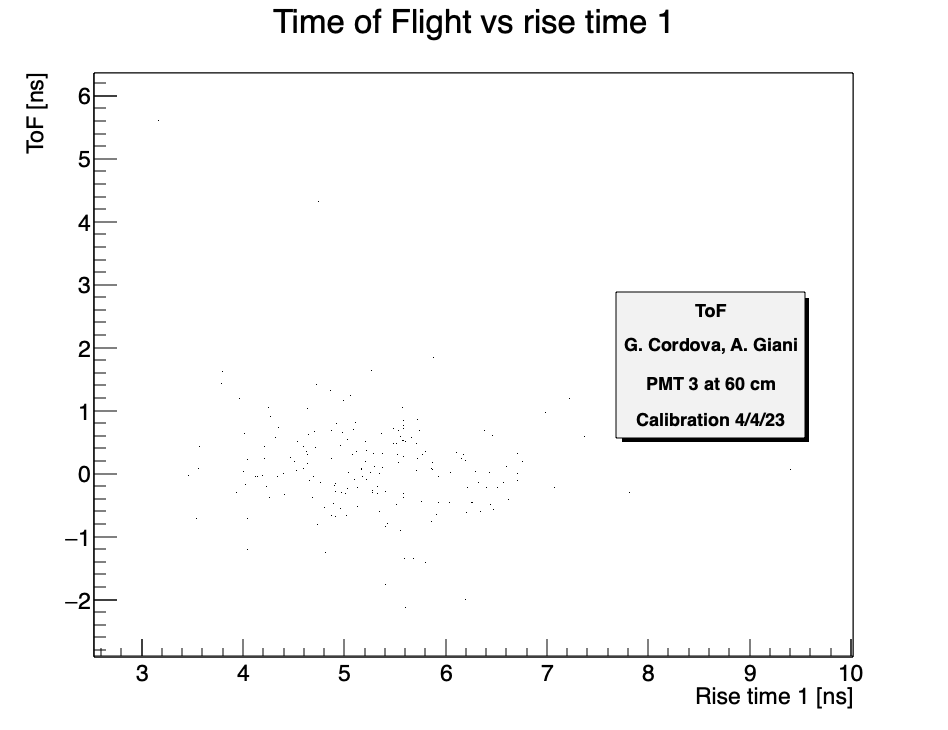 Time of Flight vs rise time 1
ToF [ns]
6
5
4
3
2
1
0
−1
−2
ToF
G. Cordova, A. Giani
PMT 3 at 60 cm
Calibration 4/4/23
3 4 5 6 7 8 9 10
Rise time 1 [ns]